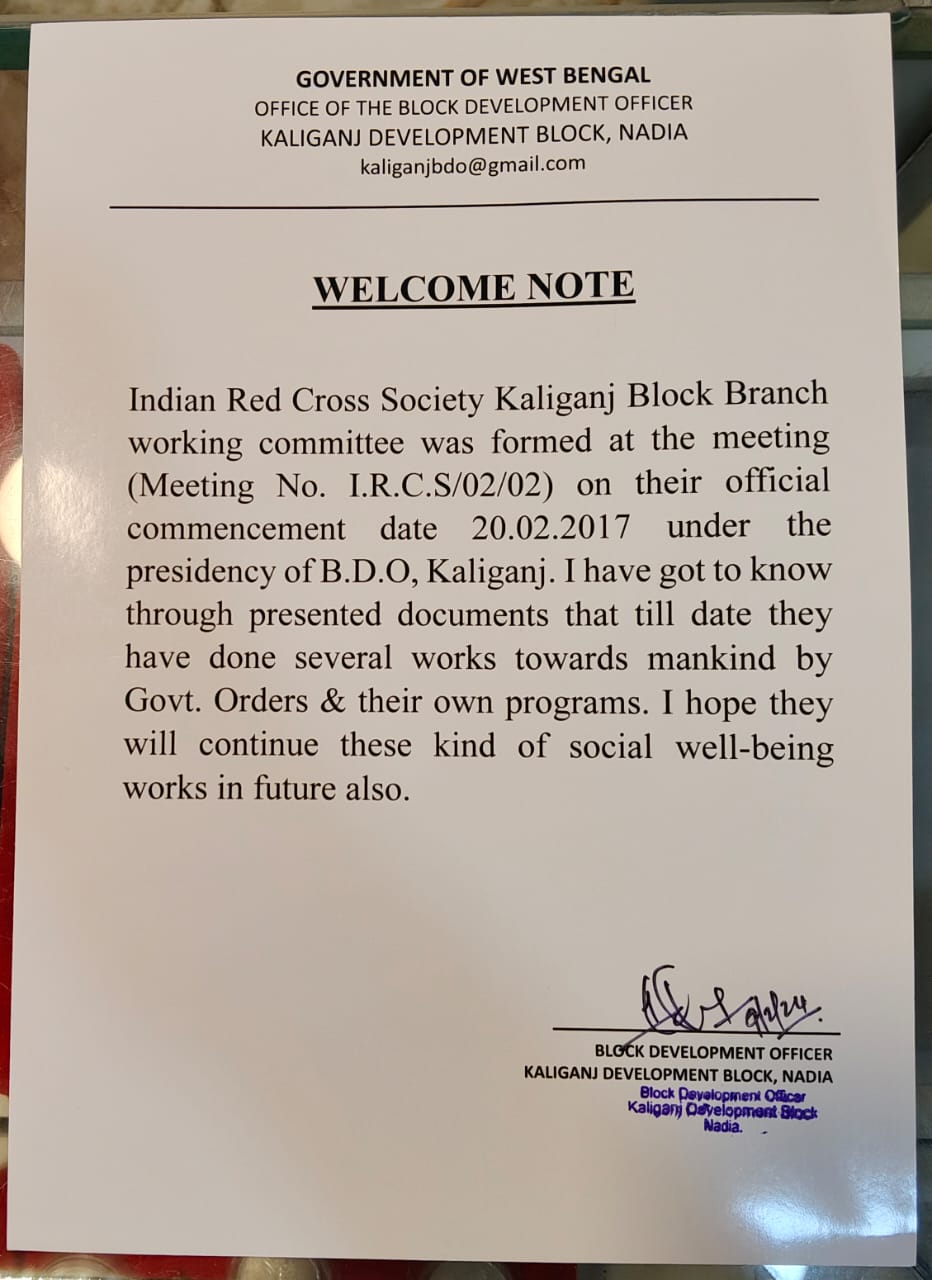 GOVERNMENT OF WEST BENGAL
OFFICE OF THE BLOCK DEVELOPMENT OFFICER
KALIGANJ DEVELOPMENT BLOCK, NADIA
kaliganjbdo@gmail.com
WELCOME NOTE
Indian Red Cross Society Kaliganj Block Branch
working committee was formed at the meeting
(Meeting No. I.R.C.S/02/02) on their official
commencement date 20.02.2017 under the
presidency of B.D.O, Kaliganj. I have got to know
through presented documents that till date they
have done several works towards mankind by
Govt. Orders & their own programs. I hope they
will continue these kind of social well-being
works in future also.
BLOCK DEVELOPMENT OFFICER
KALIGANJ DEVELOPMENT BLOCK, NADIA
Block Development Officer
Kaliganj Development Block
Nadia.